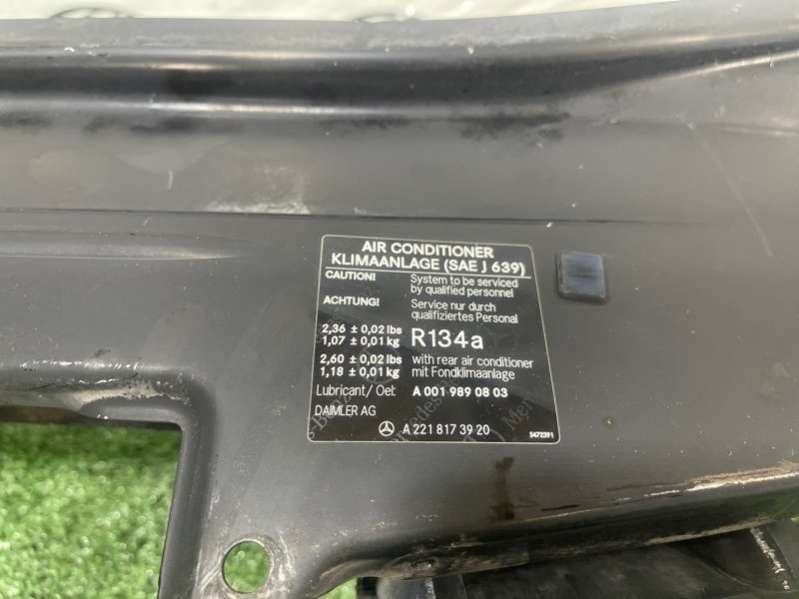 AIR CONDITIONER
KLIMAANLAGE (SAE J 639)
CAUTION! System to be serviced
by qualified personnel
ACHTUNG! Service nur durch
qualifiziertes Personal
2,36 ± 0,02 lbs
1,07 ± 0,01 kg R134a
2,60 ± 0,02 lbs with rear air conditioner
1,18 ± 0,01 kg mit Fondklimaanlage
Lubricant/Oel: A 001 989 08 03
DAIMLER AG
A 221 817 39 20
5472391